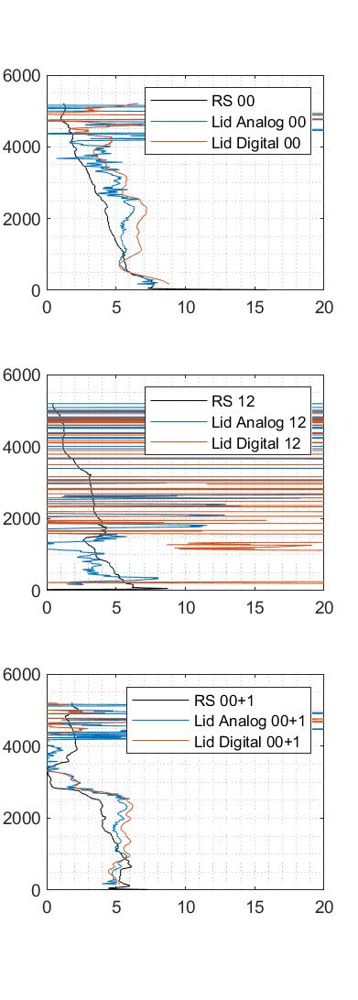 6000
RS 00
Lid Analog 00
Lid Digital 00
4000
2000
0
0 5 10 15 20
6000
RS 12
Lid Analog 12
Lid Digital 12
4000
2000
0
0 5 10 15 20
6000
RS 00+1
Lid Analog 00+1
Lid Digital 00+1
4000
2000
0
0 5 10 15 20